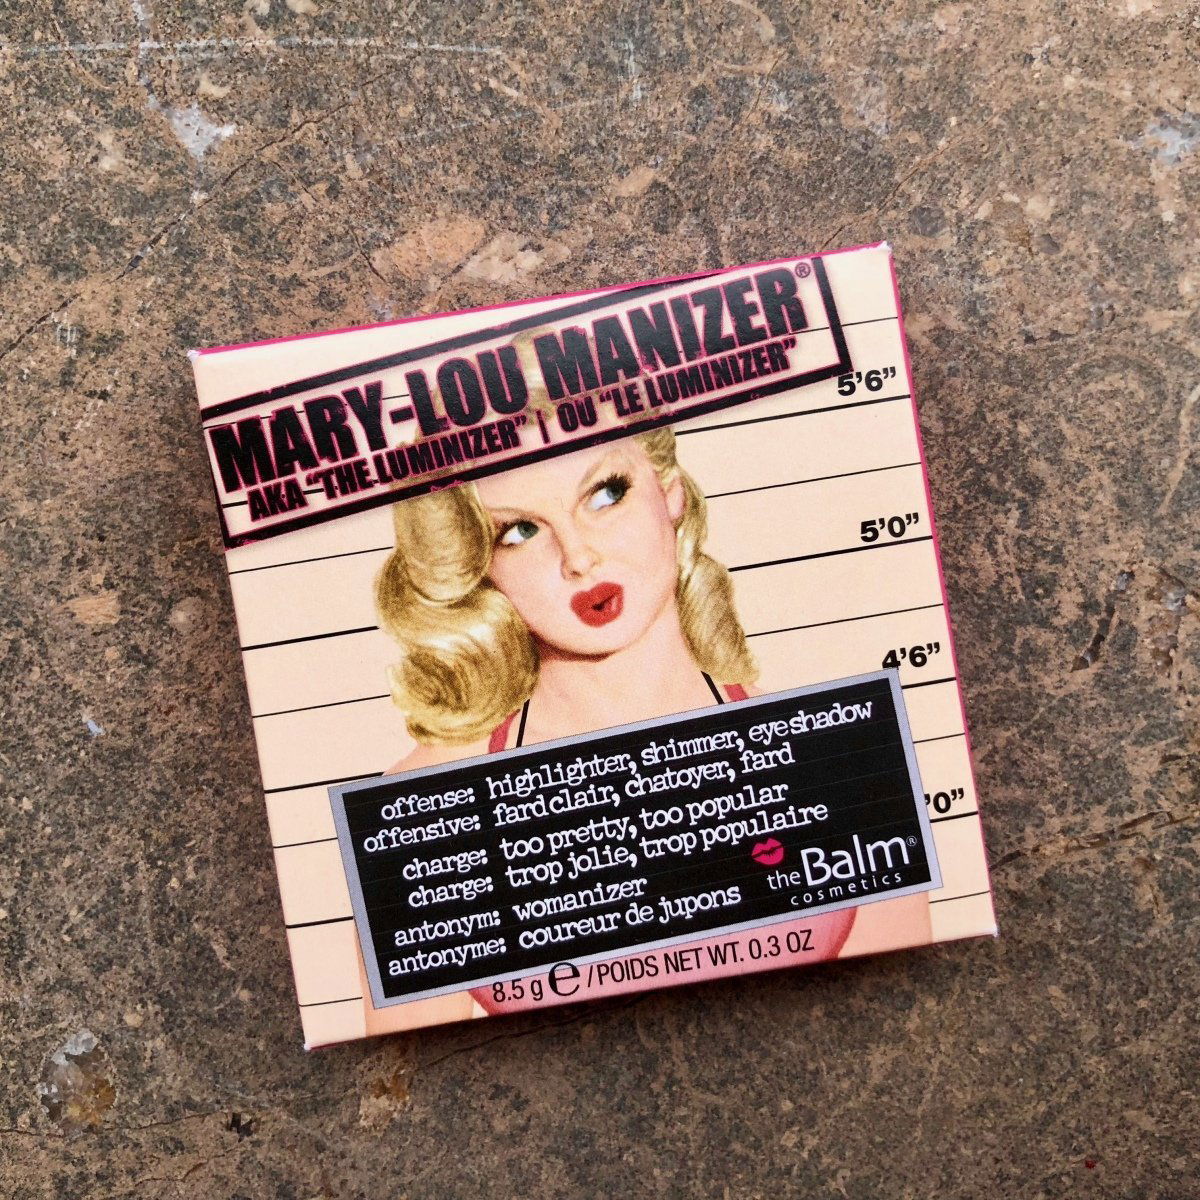 MARY-LOU MANIZER®
AKA "THE LUMINIZER" | OU "LE LUMINIZER"
5'6"
5'0"
4'6"
'0"
offense: highlighter, shimmer, eyeshadow
offensive: fard clair, chatoyer, fard
charge: too pretty, too popular
charge: trop jolie, trop populaire
antonym: womanizer
antonyme: coureur de jupons
theBalm®
cosmetics
8.5 g e / POIDS NET WT. 0.3 OZ